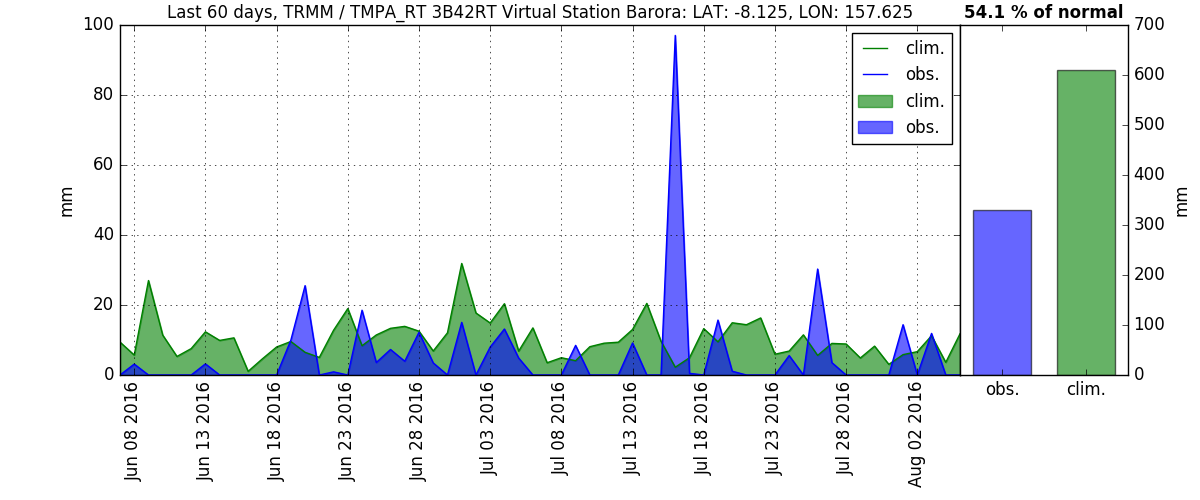 Last 60 days, TRMM / TMPA_RT 3B42RT Virtual Station Barora: LAT: -8.125, LON: 157.625
54.1 % of normal
100
80
60
40
20
0
mm
clim.
obs.
clim.
obs.
Jun 08 2016
Jun 13 2016
Jun 18 2016
Jun 23 2016
Jun 28 2016
Jul 03 2016
Jul 08 2016
Jul 13 2016
Jul 18 2016
Jul 23 2016
Jul 28 2016
Aug 02 2016
700
600
500
400
300
200
100
0
mm
obs.
clim.